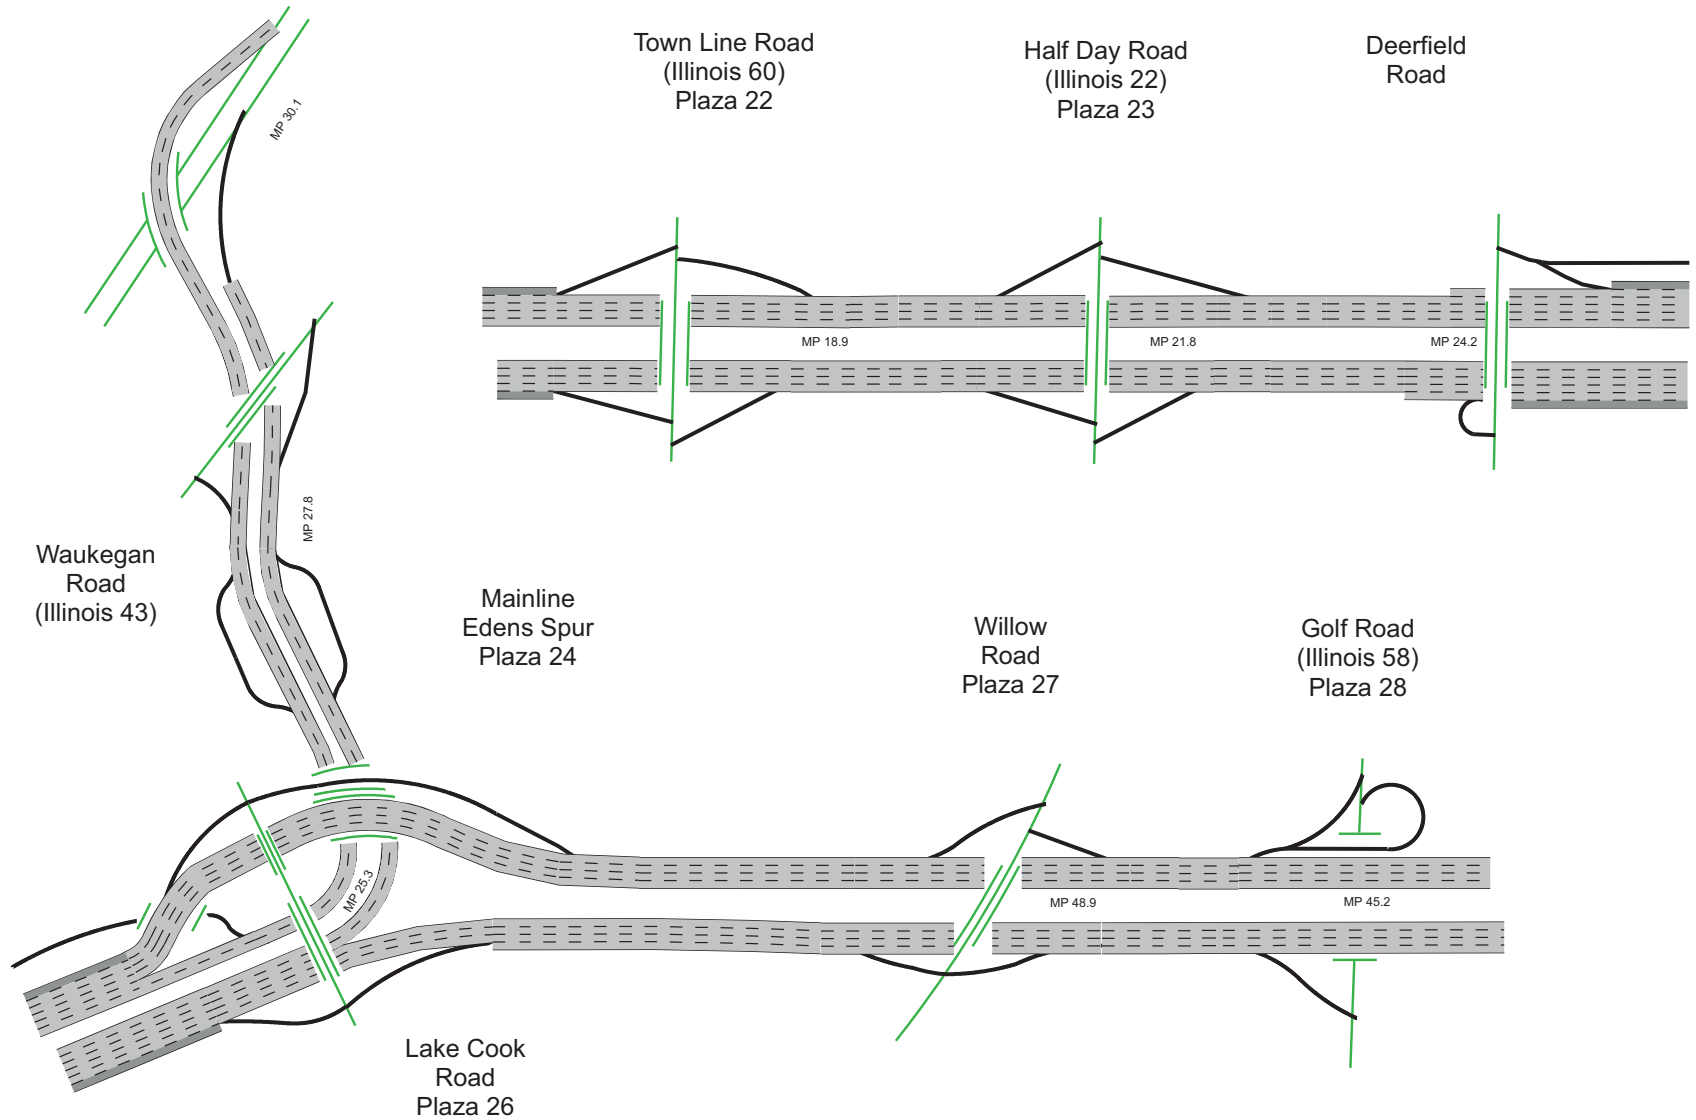 Town Line Road
(Illinois 60)
Plaza 22
Half Day Road
(Illinois 22)
Plaza 23
Deerfield
Road
MP 30.1
MP 18.9
MP 21.8
MP 24.2
MP 27.8
Waukegan
Road
(Illinois 43)
Mainline
Edens Spur
Plaza 24
Willow
Road
Plaza 27
Golf Road
(Illinois 58)
Plaza 28
MP 25.3
MP 48.9
MP 45.2
Lake Cook
Road
Plaza 26